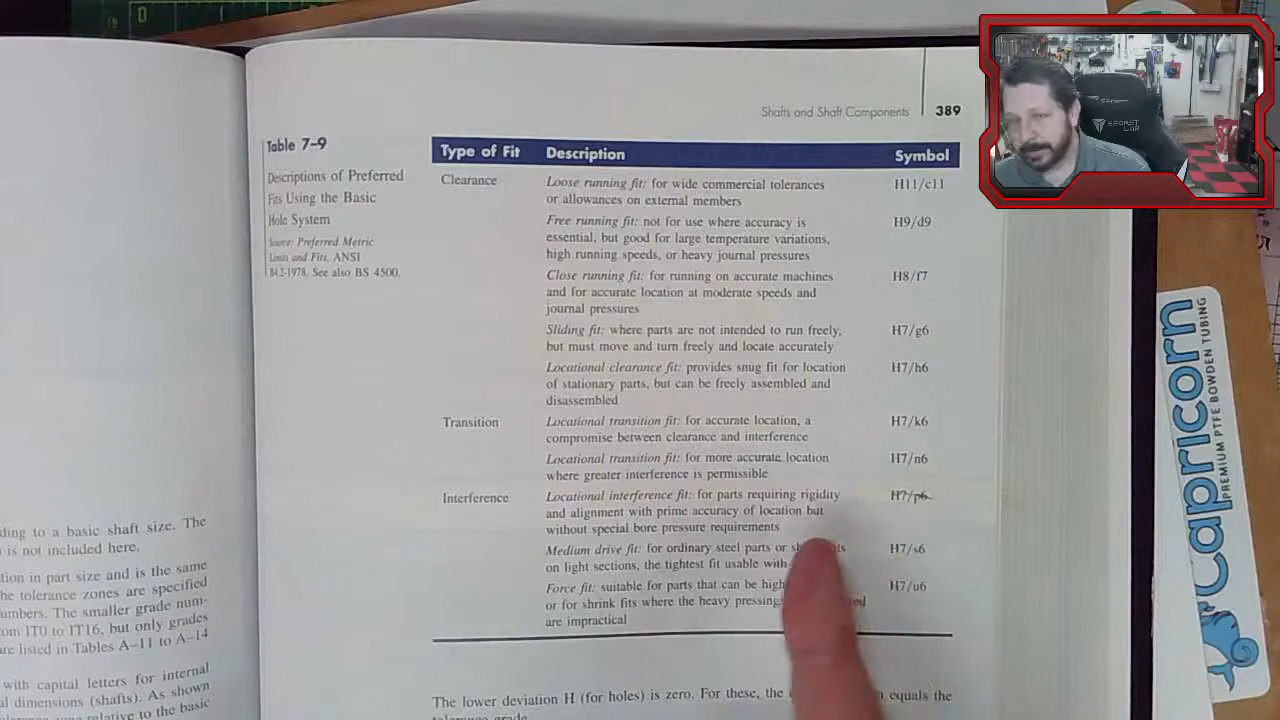 0
Shafts and Shaft Components 389
Table 7–9
Descriptions of Preferred
Fits Using the Basic
Hole System
Source: Preferred Metric
Limits and Fits, ANSI
B4.2-1978. See also BS 4500.
Type of Fit Description Symbol
Clearance Loose running fit: for wide commercial tolerances H11/c11
or allowances on external members
Free running fit: not for use where accuracy is H9/d9
essential, but good for large temperature variations,
high running speeds, or heavy journal pressures
Close running fit: for running on accurate machines H8/f7
and for accurate location at moderate speeds and
journal pressures
Sliding fit: where parts are not intended to run freely, H7/g6
but must move and turn freely and locate accurately
Locational clearance fit: provides snug fit for location H7/h6
of stationary parts, but can be freely assembled and
disassembled
Transition Locational transition fit: for accurate location, a H7/k6
compromise between clearance and interference
Locational transition fit: for more accurate location H7/n6
where greater interference is permissible
Interference Locational interference fit: for parts requiring rigidity H7/p6
and alignment with prime accuracy of location but
without special bore pressure requirements
Medium drive fit: for ordinary steel parts or H7/s6
on light sections, the tightest fit usable with
Force fit: suitable for parts that can be H7/u6
or for shrink fits where the heavy pressing
are impractical
The lower deviation H (for holes) is zero. For these, the equals the
tolerance grade.
ding to a basic shaft size. The
is not included here.
tion in part size and is the same
he tolerance zones are specified
umbers. The smaller grade num-
om IT0 to IT16, but only grades
are listed in Tables A–11 to A–14
with capital letters for internal
al dimensions (shafts). As shown
zone relative to the basic
SECRET
LAB
Capricorn
PREMIUM PTFE BOWDEN TUBING